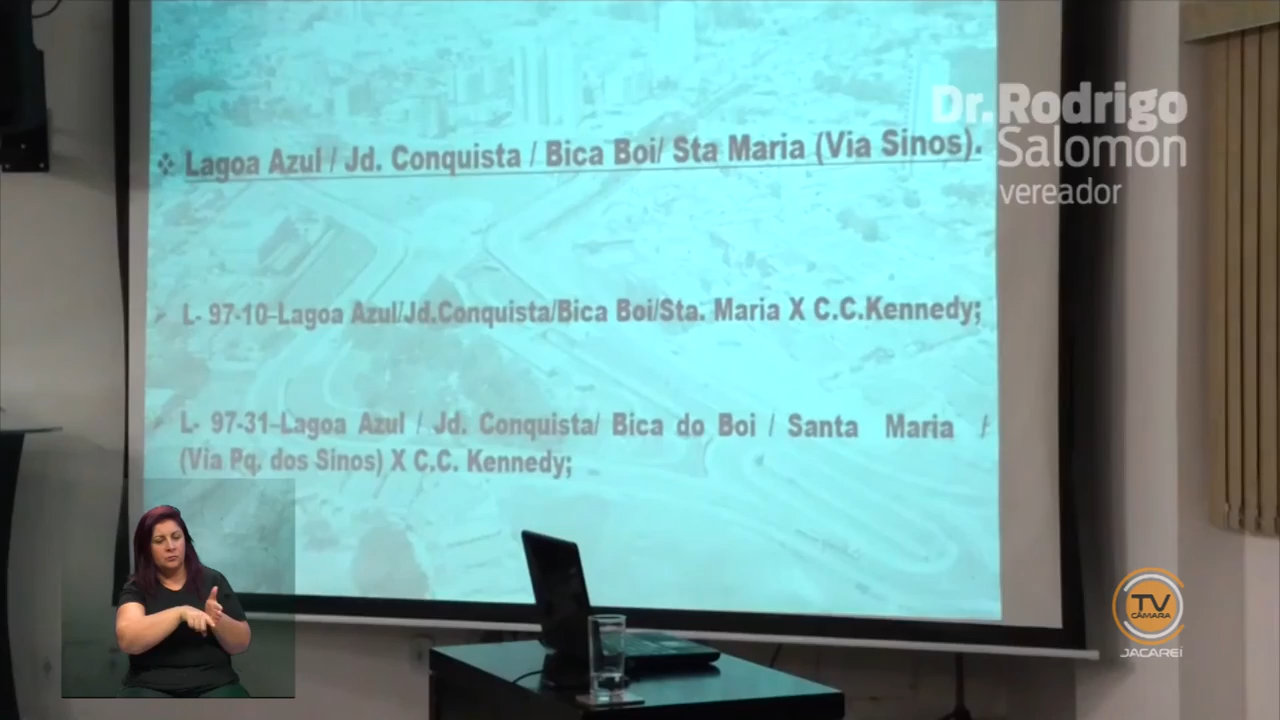 Dr. Rodrigo
Salomon
vereador
Lagoa Azul / Jd. Conquista / Bica Boi/ Sta Maria (Via Sinos).
L- 97-10-Lagoa Azul/Jd.Conquista/Bica Boi/Sta. Maria X C.C.Kennedy;
L- 97-31-Lagoa Azul / Jd. Conquista/ Bica do Boi / Santa Maria /
(Via Pq. dos Sinos) X C.C. Kennedy;
TV
CÂMARA
JACAREÍ